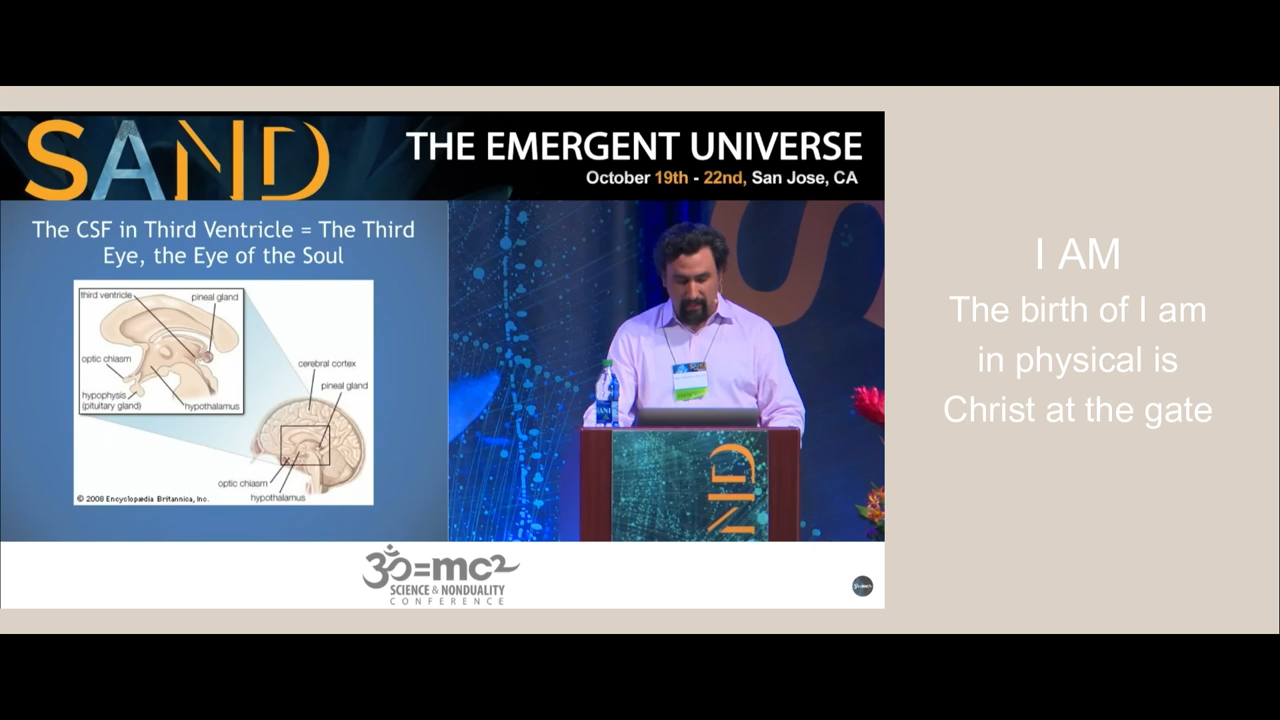 SAND
THE EMERGENT UNIVERSE
October 19th - 22nd, San Jose, CA
The CSF in Third Ventricle = The Third
Eye, the Eye of the Soul
third ventricle
pineal gland
optic chiasm
hypophysis
(pituitary gland)
hypothalamus
cerebral cortex
pineal gland
optic chiasm
hypothalamus
© 2008 Encyclopædia Britannica, Inc.
ND
ॐ=mc2
SCIENCE & NONDUALITY
CONFERENCE
I AM
The birth of I am
in physical is
Christ at the gate